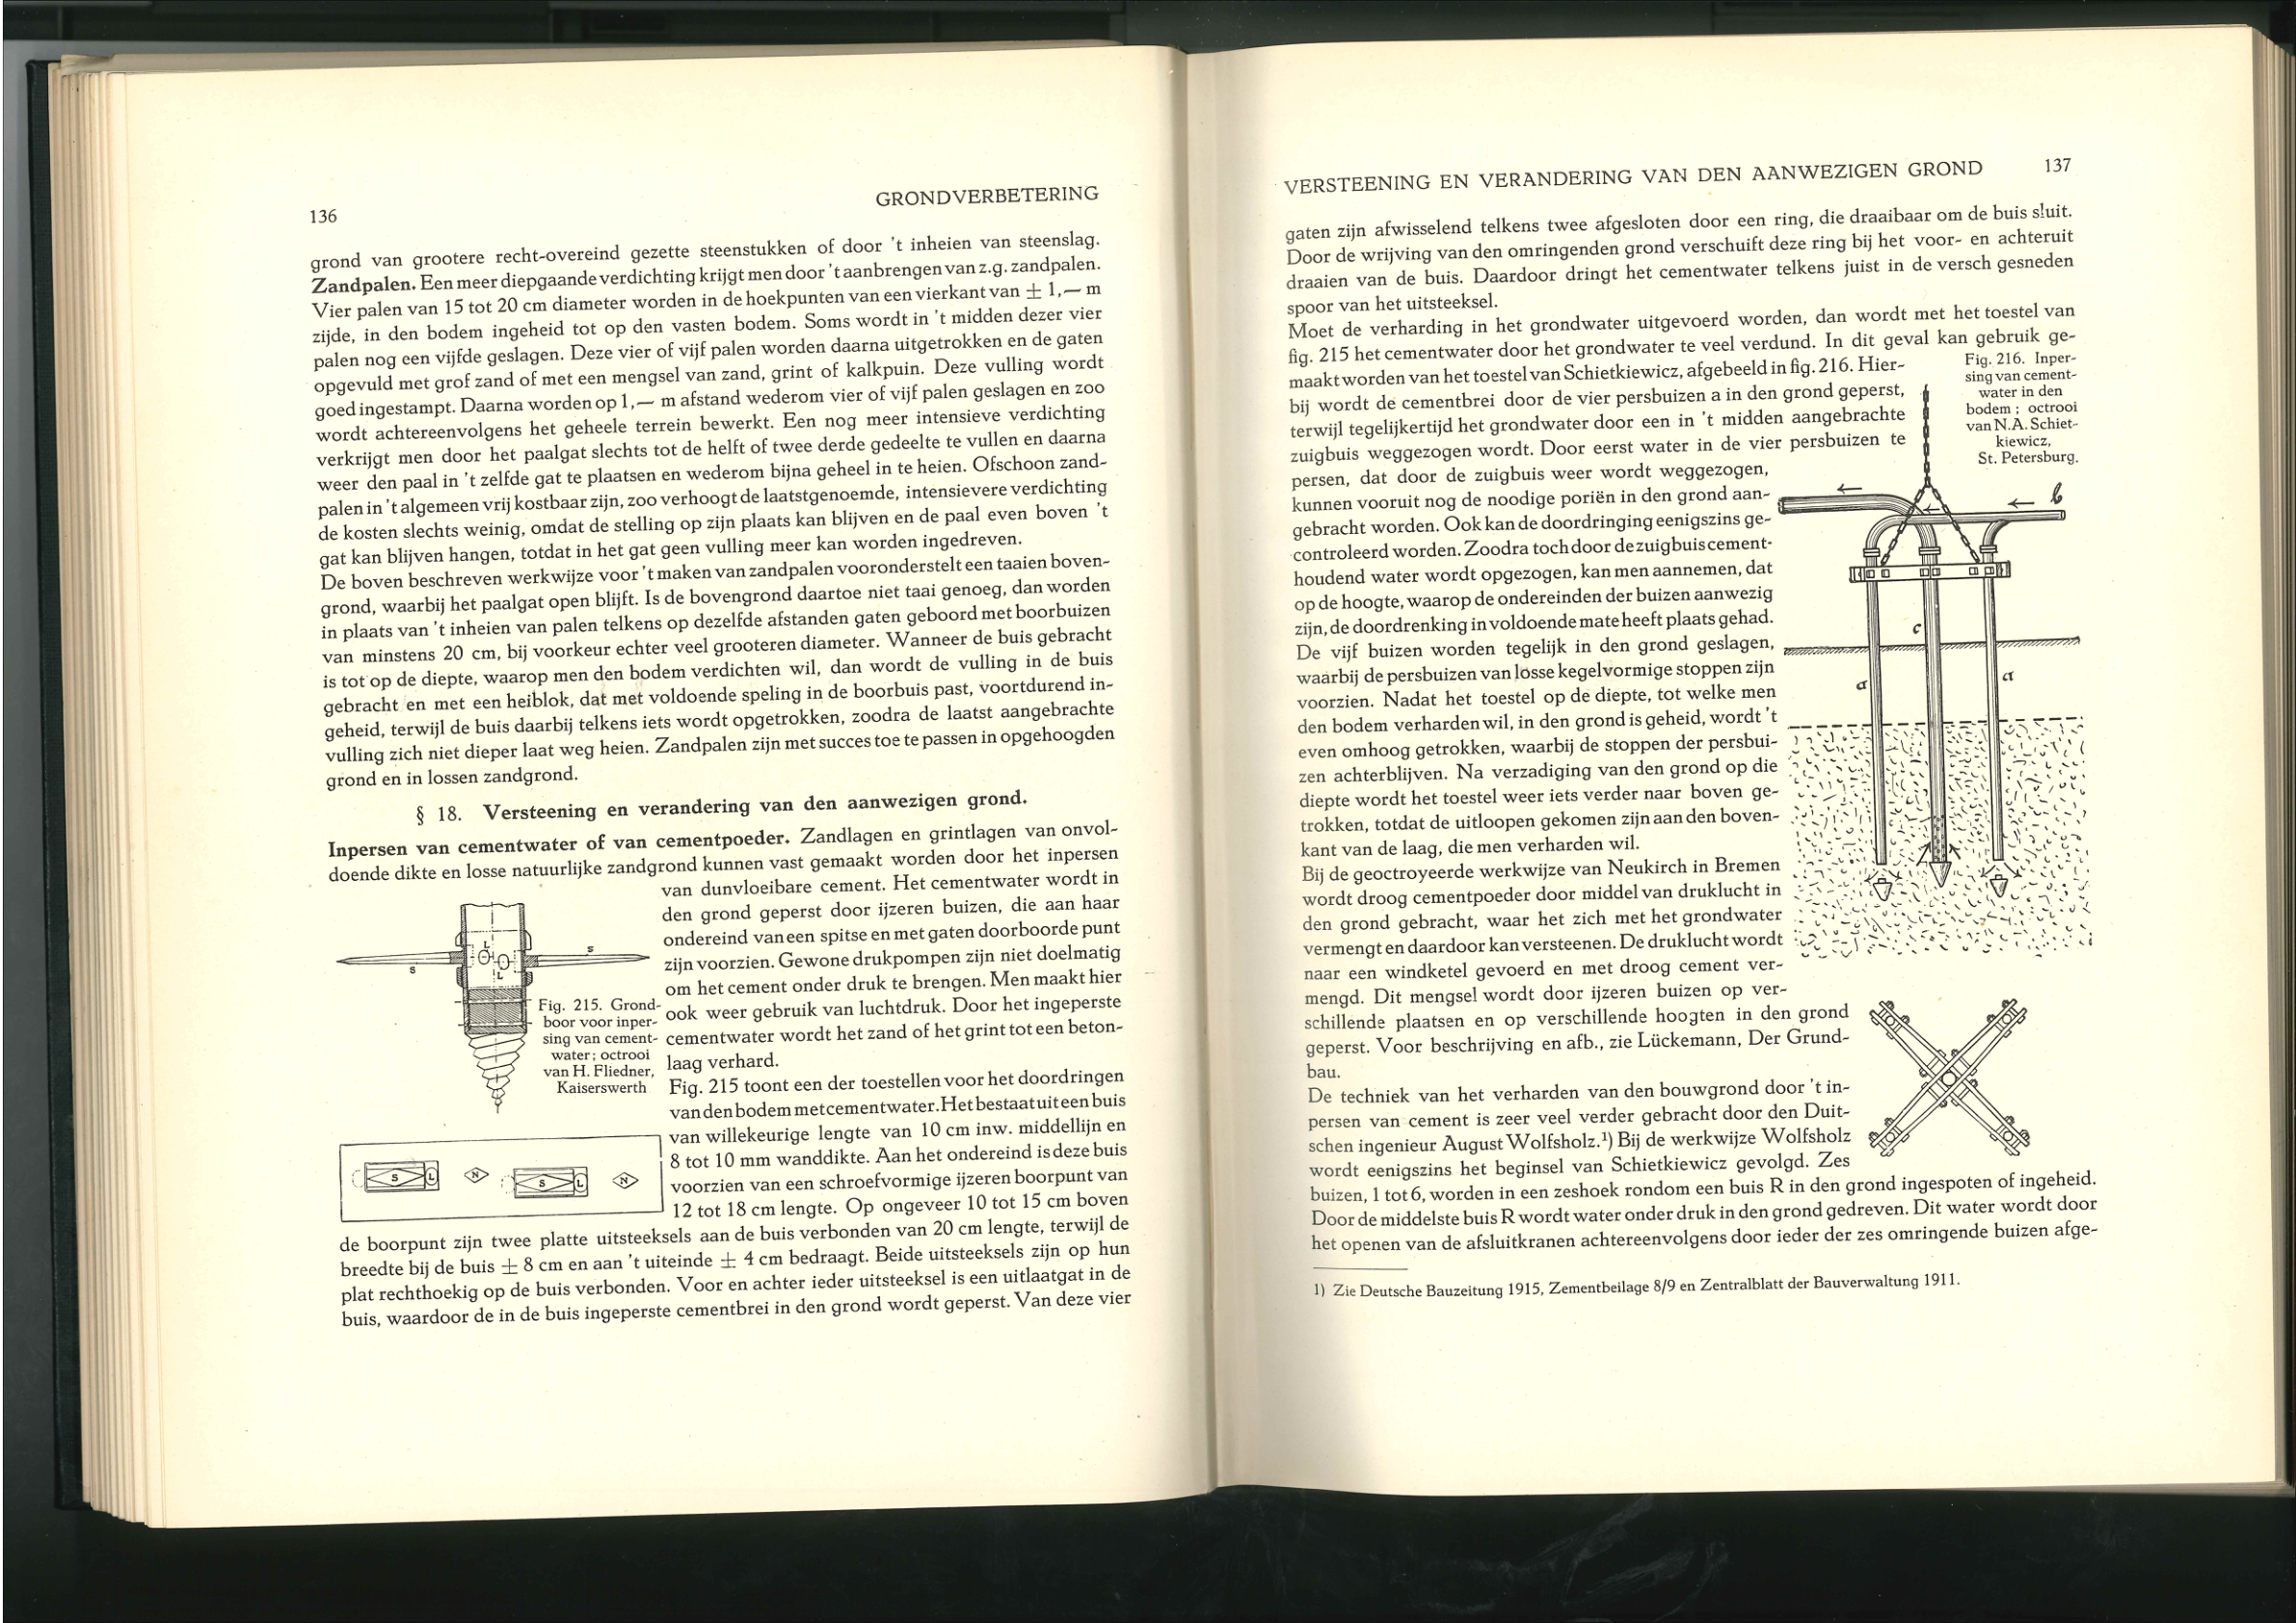 136
GRONDVERBETERING
grond van grootere recht-overeind gezette steenstukken of door 't inheien van steenslag.
Zandpalen. Een meer diepgaande verdichting krijgt men door 't aanbrengen van z.g. zandpalen.
Vier palen van 15 tot 20 cm diameter worden in de hoekpunten van een vierkant van ± 1,— m
zijde, in den bodem ingeheid tot op den vasten bodem. Soms wordt in 't midden dezer vier
palen nog een vijfde geslagen. Deze vier of vijf palen worden daarna uitgetrokken en de gaten
opgevuld met grof zand of met een mengsel van zand, grint of kalkpuin. Deze vulling wordt
goed ingestampt. Daarna worden op 1,— m afstand wederom vier of vijf palen geslagen en zoo
wordt achtereenvolgens het geheele terrein bewerkt. Een nog meer intensieve verdichting
verkrijgt men door het paalgat slechts tot de helft of twee derde gedeelte te vullen en daarna
weer den paal in 't zelfde gat te plaatsen en wederom bijna geheel in te heien. Ofschoon zand-
palen in 't algemeen vrij kostbaar zijn, zoo verhoogt de laatstgenoemde, intensievere verdichting
de kosten slechts weinig, omdat de stelling op zijn plaats kan blijven en de paal even boven 't
gat kan blijven hangen, totdat in het gat geen vulling meer kan worden ingedreven.
De boven beschreven werkwijze voor 't maken van zandpalen vooronderstelt een taaien boven-
grond, waarbij het paalgat open blijft. Is de bovengrond daartoe niet taai genoeg, dan worden
in plaats van 't inheien van palen telkens op dezelfde afstanden gaten geboord met boorbuizen
van minstens 20 cm, bij voorkeur echter veel grooteren diameter. Wanneer de buis gebracht
is tot op de diepte, waarop men den bodem verdichten wil, dan wordt de vulling in de buis
gebracht en met een heiblok, dat met voldoende speling in de boorbuis past, voortdurend in-
geheid, terwijl de buis daarbij telkens iets wordt opgetrokken, zoodra de laatst aangebrachte
vulling zich niet dieper laat weg heien. Zandpalen zijn met succes toe te passen in opgehoogden
grond en in lossen zandgrond.
§ 18. Versteening en verandering van den aanwezigen grond.
Inpersen van cementwater of van cementpoeder. Zandlagen en grintlagen van onvol-
doende dikte en losse natuurlijke zandgrond kunnen vast gemaakt worden door het inpersen
van dunvloeibare cement. Het cementwater wordt in
den grond geperst door ijzeren buizen, die aan haar
ondereind van een spitse en met gaten doorboorde punt
zijn voorzien. Gewone drukpompen zijn niet doelmatig
om het cement onder druk te brengen. Men maakt hier
ook weer gebruik van luchtdruk. Door het ingeperste
cementwater wordt het zand of het grint tot een beton-
laag verhard.
L
S
S
L
Fig. 215. Grond-
boor voor inper-
sing van cement-
water; octrooi
van H. Fliedner,
Kaiserswerth
Fig. 215 toont een der toestellen voor het doordringen
van den bodem met cementwater. Het bestaat uit een buis
van willekeurige lengte van 10 cm inw. middellijn en
8 tot 10 mm wanddikte. Aan het ondereind is deze buis
voorzien van een schroefvormige ijzeren boorpunt van
12 tot 18 cm lengte. Op ongeveer 10 tot 15 cm boven
S L N S L N
de boorpunt zijn twee platte uitsteeksels aan de buis verbonden van 20 cm lengte, terwijl de
breedte bij de buis ± 8 cm en aan 't uiteinde ± 4 cm bedraagt. Beide uitsteeksels zijn op hun
plat rechthoekig op de buis verbonden. Voor en achter ieder uitsteeksel is een uitlaatgat in de
buis, waardoor de in de buis ingeperste cementbrei in den grond wordt geperst. Van deze vier
VERSTEENING EN VERANDERING VAN DEN AANWEZIGEN GROND
137
gaten zijn afwisselend telkens twee afgesloten door een ring, die draaibaar om de buis sluit.
Door de wrijving van den omringenden grond verschuift deze ring bij het voor- en achteruit
draaien van de buis. Daardoor dringt het cementwater telkens juist in de versch gesneden
spoor van het uitsteeksel.
Moet de verharding in het grondwater uitgevoerd worden, dan wordt met het toestel van
fig. 215 het cementwater door het grondwater te veel verdund. In dit geval kan gebruik ge-
maakt worden van het toestel van Schietkiewicz, afgebeeld in fig. 216. Hier-
bij wordt de cementbrei door de vier persbuizen a in den grond geperst,
terwijl tegelijkertijd het grondwater door een in 't midden aangebrachte
zuigbuis weggezogen wordt. Door eerst water in de vier persbuizen te
persen, dat door de zuigbuis weer wordt weggezogen,
kunnen vooruit nog de noodige poriën in den grond aan-
gebracht worden. Ook kan de doordringing eenigszins ge-
controleerd worden. Zoodra toch door de zuigbuis cement-
houdend water wordt opgezogen, kan men aannemen, dat
op de hoogte, waarop de ondereinden der buizen aanwezig
zijn, de doordrenking in voldoende mate heeft plaats gehad.
De vijf buizen worden tegelijk in den grond geslagen,
waarbij de persbuizen van losse kegelvormige stoppen zijn
voorzien. Nadat het toestel op de diepte, tot welke men
den bodem verharden wil, in den grond is geheid, wordt 't
even omhoog getrokken, waarbij de stoppen der persbui-
zen achterblijven. Na verzadiging van den grond op die
diepte wordt het toestel weer iets verder naar boven ge-
trokken, totdat de uitloopen gekomen zijn aan den boven-
kant van de laag, die men verharden wil.
Fig. 216. Inper-
sing van cement-
water in den
bodem; octrooi
van N.A. Schiet-
kiewicz,
St. Petersburg.
b
c
a
a
Bij de geoctroyeerde werkwijze van Neukirch in Bremen
wordt droog cementpoeder door middel van druklucht in
den grond gebracht, waar het zich met het grondwater
vermengt en daardoor kan versteenen. De druklucht wordt
naar een windketel gevoerd en met droog cement ver-
mengd. Dit mengsel wordt door ijzeren buizen op ver-
schillende plaatsen en op verschillende hoogten in den grond
geperst. Voor beschrijving en afb., zie Lückemann, Der Grund-
bau.
De techniek van het verharden van den bouwgrond door 't in-
persen van cement is zeer veel verder gebracht door den Duit-
schen ingenieur August Wolfsholz.¹) Bij de werkwijze Wolfsholz
wordt eenigszins het beginsel van Schietkiewicz gevolgd. Zes
buizen, 1 tot 6, worden in een zeshoek rondom een buis R in den grond ingespoten of ingeheid.
Door de middelste buis R wordt water onder druk in den grond gedreven. Dit water wordt door
het openen van de afsluitkranen achtereenvolgens door ieder der zes omringende buizen afge-
1) Zie Deutsche Bauzeitung 1915, Zementbeilage 8/9 en Zentralblatt der Bauverwaltung 1911.